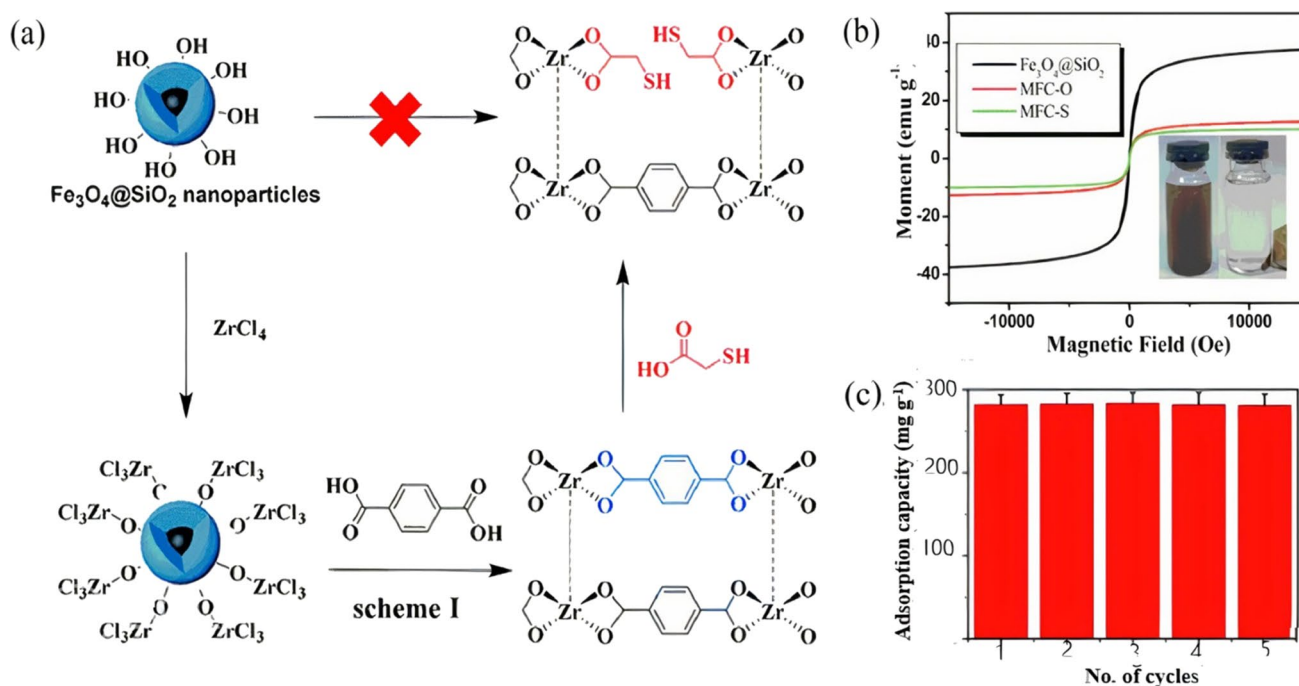 (a)
OH
HO OH
HO OH
HO OH
HO OH
HO
Fe3O4@SiO2 nanoparticles
ZrCl4
ZrCl3
Cl3Zr O
C O ZrCl3
Cl3Zr O O
Cl3Zr O O ZrCl3
O O
Cl3Zr ZrCl3
HO O
O OH
scheme I
O O O HS O O
Zr Zr
O O SH O O
O O O O
Zr Zr
O O O O
O
HO SH
O O O O
Zr Zr
O O O O
O O O O
Zr Zr
O O O O
(b)
Moment (emu g-1)
40
20
0
-20
-40
Fe3O4@SiO2
MFC-O
MFC-S
-10000 0 10000
Magnetic Field (Oe)
(c)
Adsorption capacity (mg g-1)
300
200
100
0
1 2 3 4 5
No. of cycles